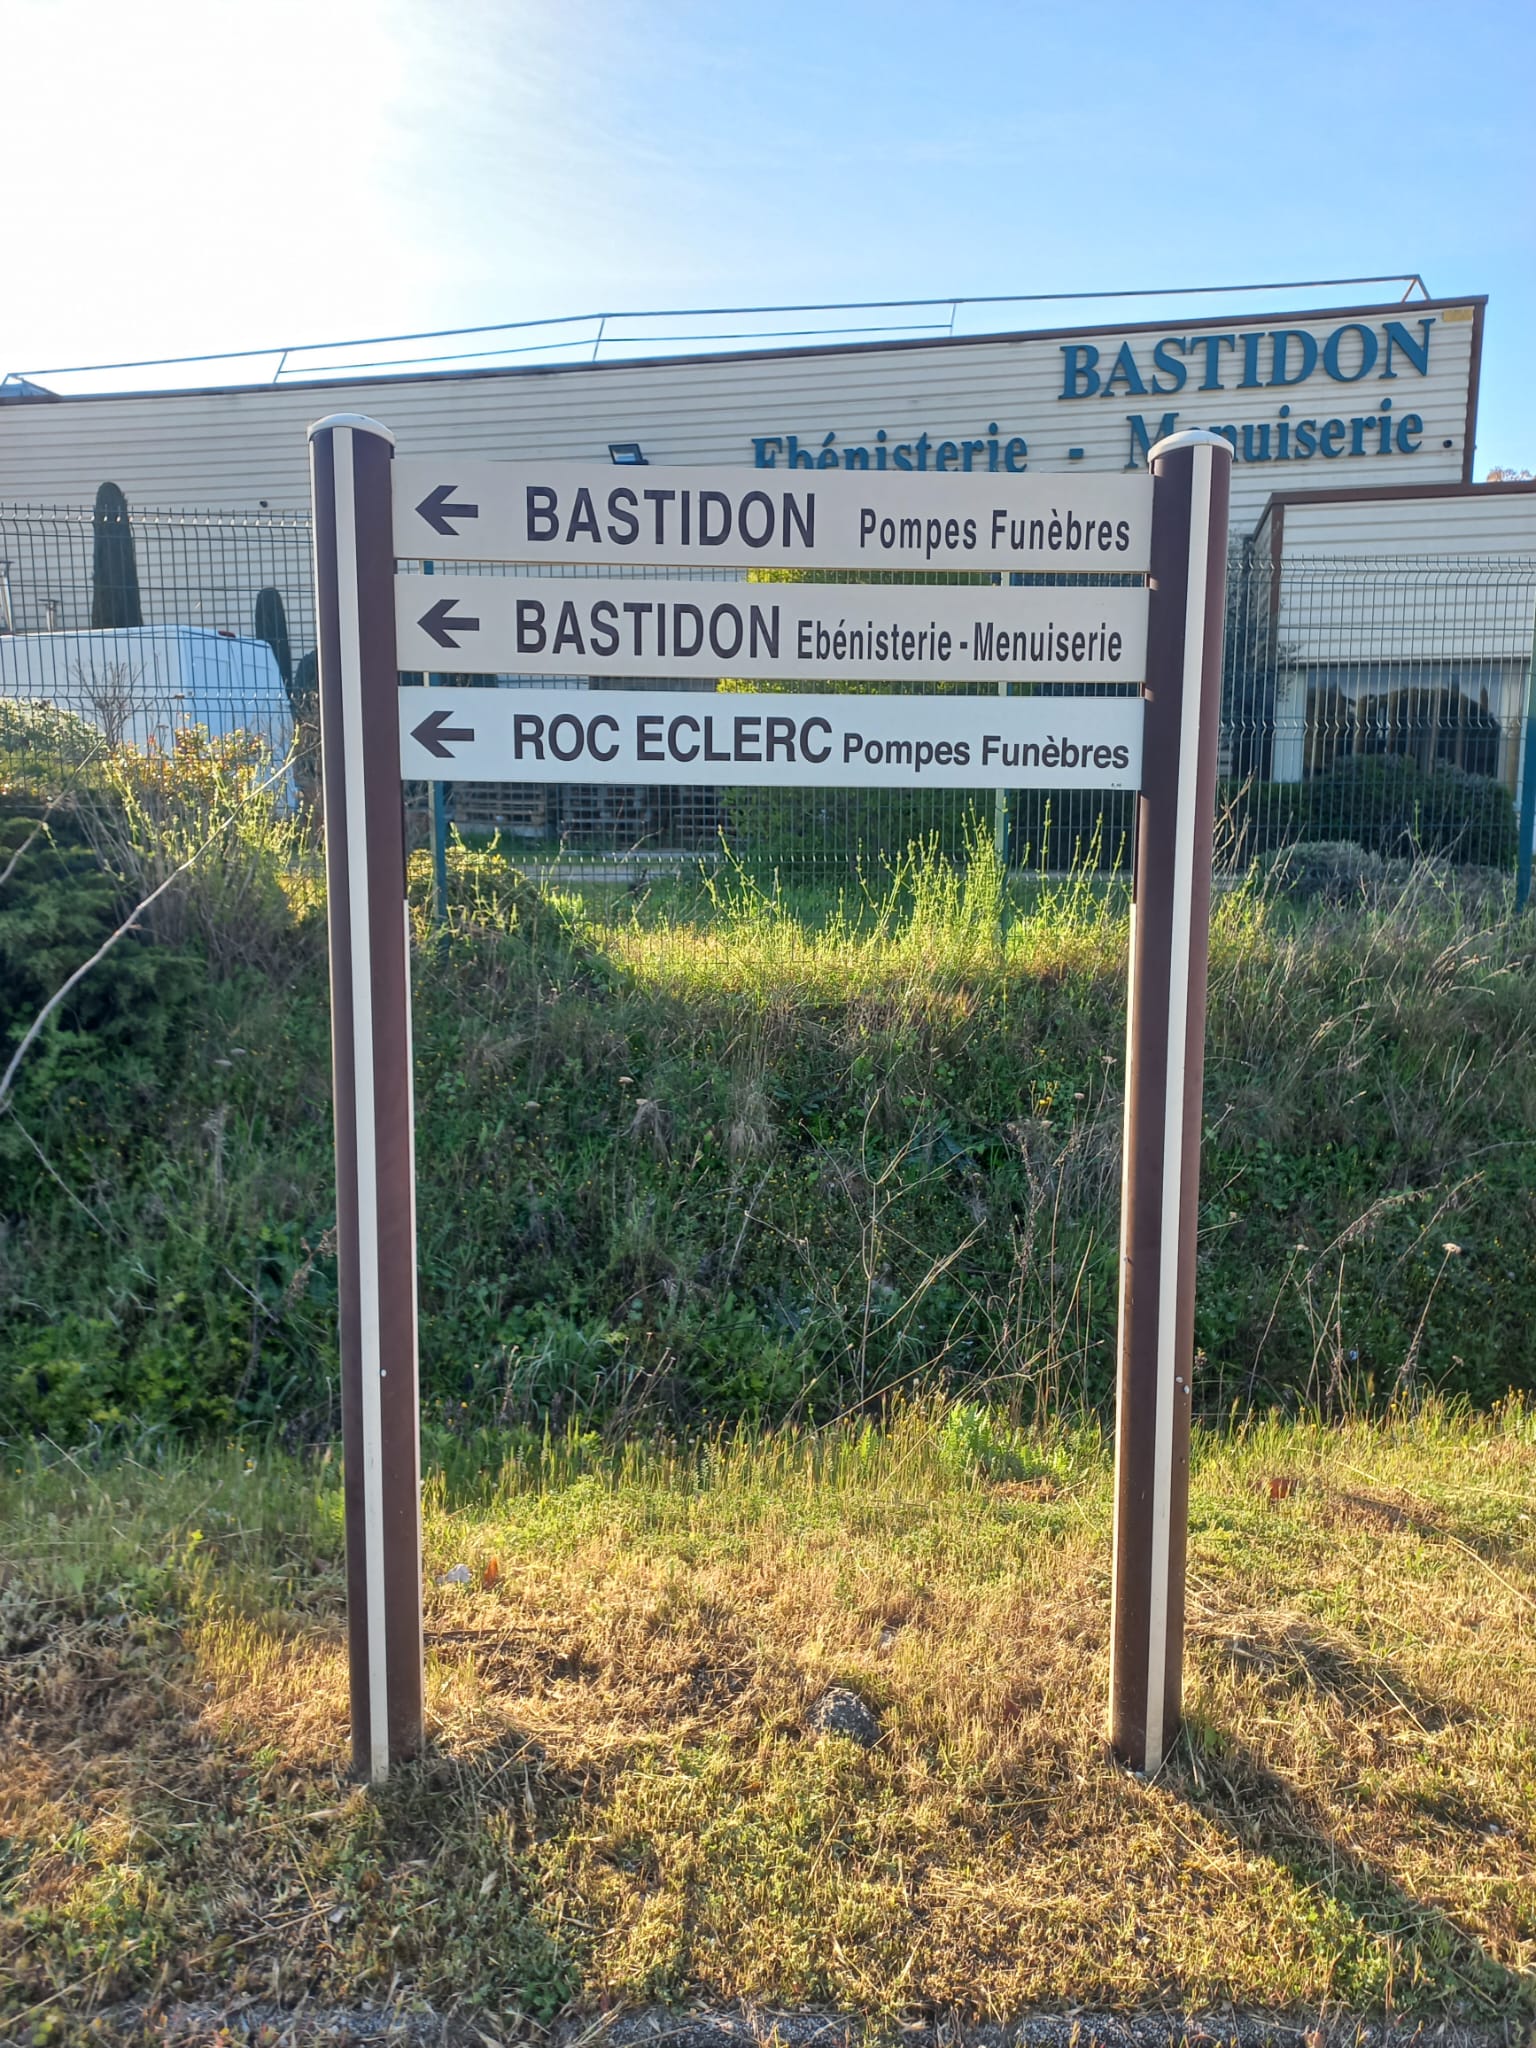 BASTIDON
Ebénisterie - Menuiserie
BASTIDON Pompes Funèbres
BASTIDON Ebénisterie - Menuiserie
ROC ECLERC Pompes Funèbres